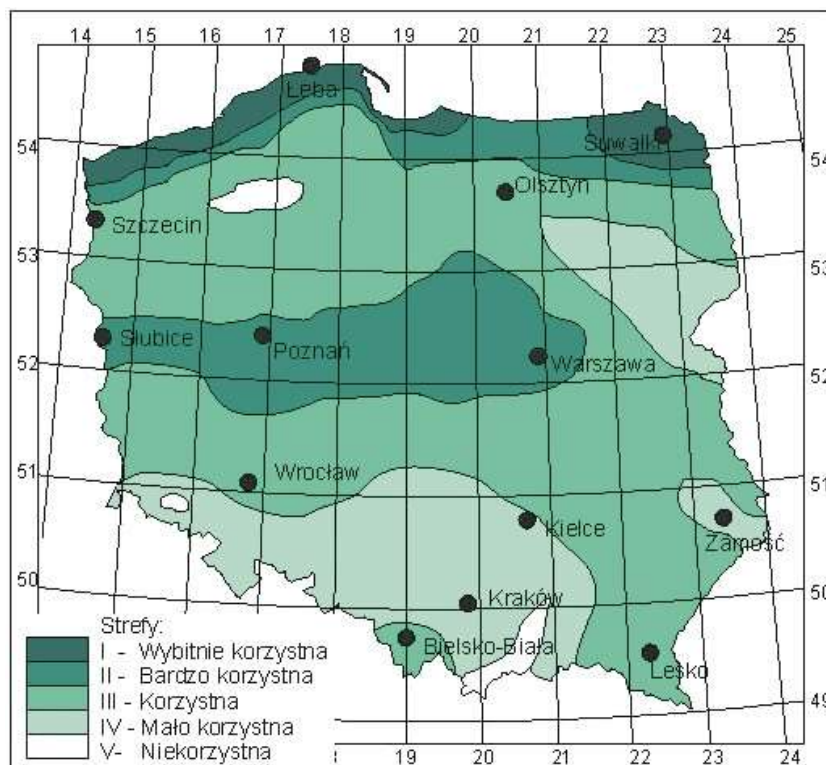 14 15 16 17 18 19 20 21 22 23 24 25
Łeba
54
Suwałki
54
Olsztyn
Szczecin
53
53
Słubice
Poznań
Warszawa
52
52
Wrocław
51
51
Kielce
Zamość
50
Kraków
50
Strefy:
Bielsko-Biała
I - Wybitnie korzystna
Lesko
II - Bardzo korzystna
III - Korzystna
IV - Mało korzystna
49
V- Niekorzystna
19 20 21 22 23 24